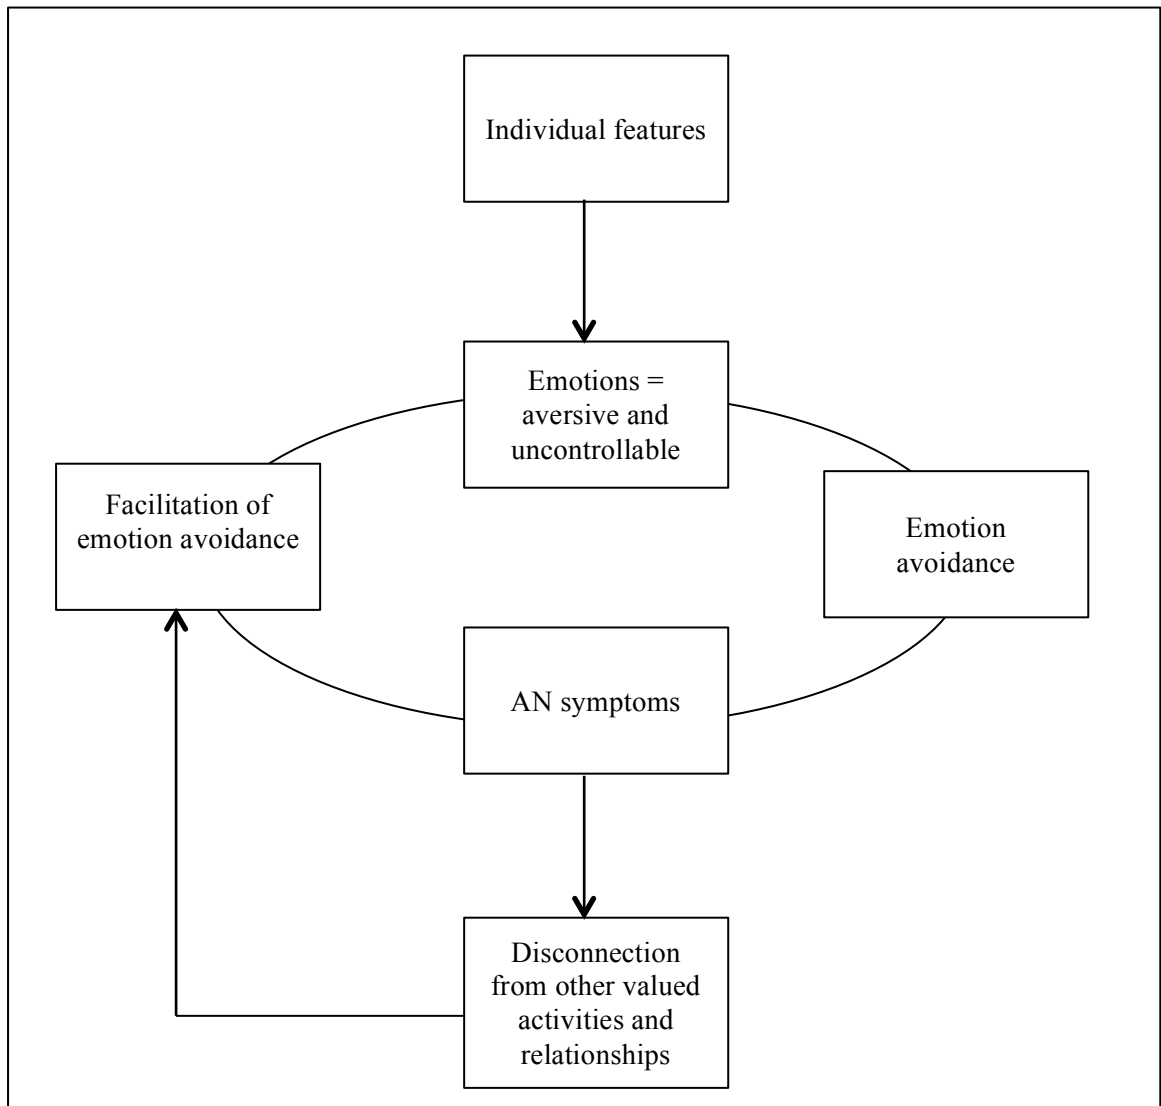 Individual features
Emotions =
aversive and
uncontrollable
Facilitation of
emotion avoidance
Emotion
avoidance
AN symptoms
Disconnection
from other valued
activities and
relationships